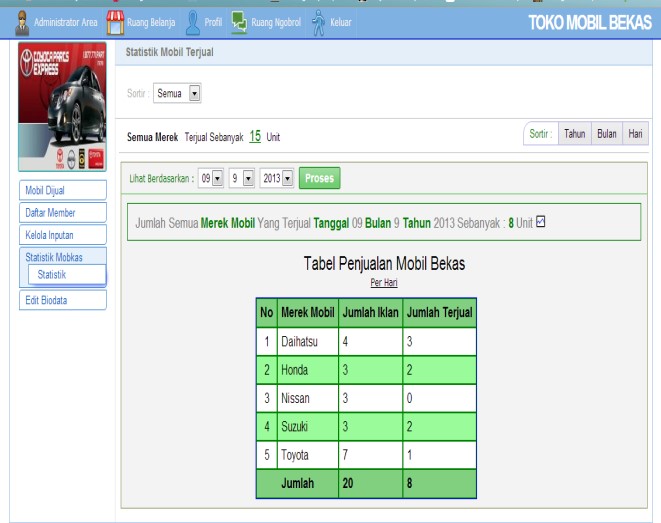 Administrator Area Ruang Belanja Profil Ruang Ngobrol Keluar TOKO MOBIL BEKAS
Statistik Mobil Terjual
EXPRESS
Sortir : Semua
Semua Merek Terjual Sebanyak 15 Unit
Sortir : Tahun Bulan Hari
Mobil Dijual
Daftar Member
Kelola Inputan
Statistik Mobkas
Statistik
Edit Biodata
Lihat Berdasarkan : 09 9 2013 Proses
Jumlah Semua Merek Mobil Yang Terjual Tanggal 09 Bulan 9 Tahun 2013 Sebanyak : 8 Unit
Tabel Penjualan Mobil Bekas
Per Hari
No Merek Mobil Jumlah Iklan Jumlah Terjual
1 Daihatsu 4 3
2 Honda 3 2
3 Nissan 3 0
4 Suzuki 3 2
5 Toyota 7 1
Jumlah 20 8